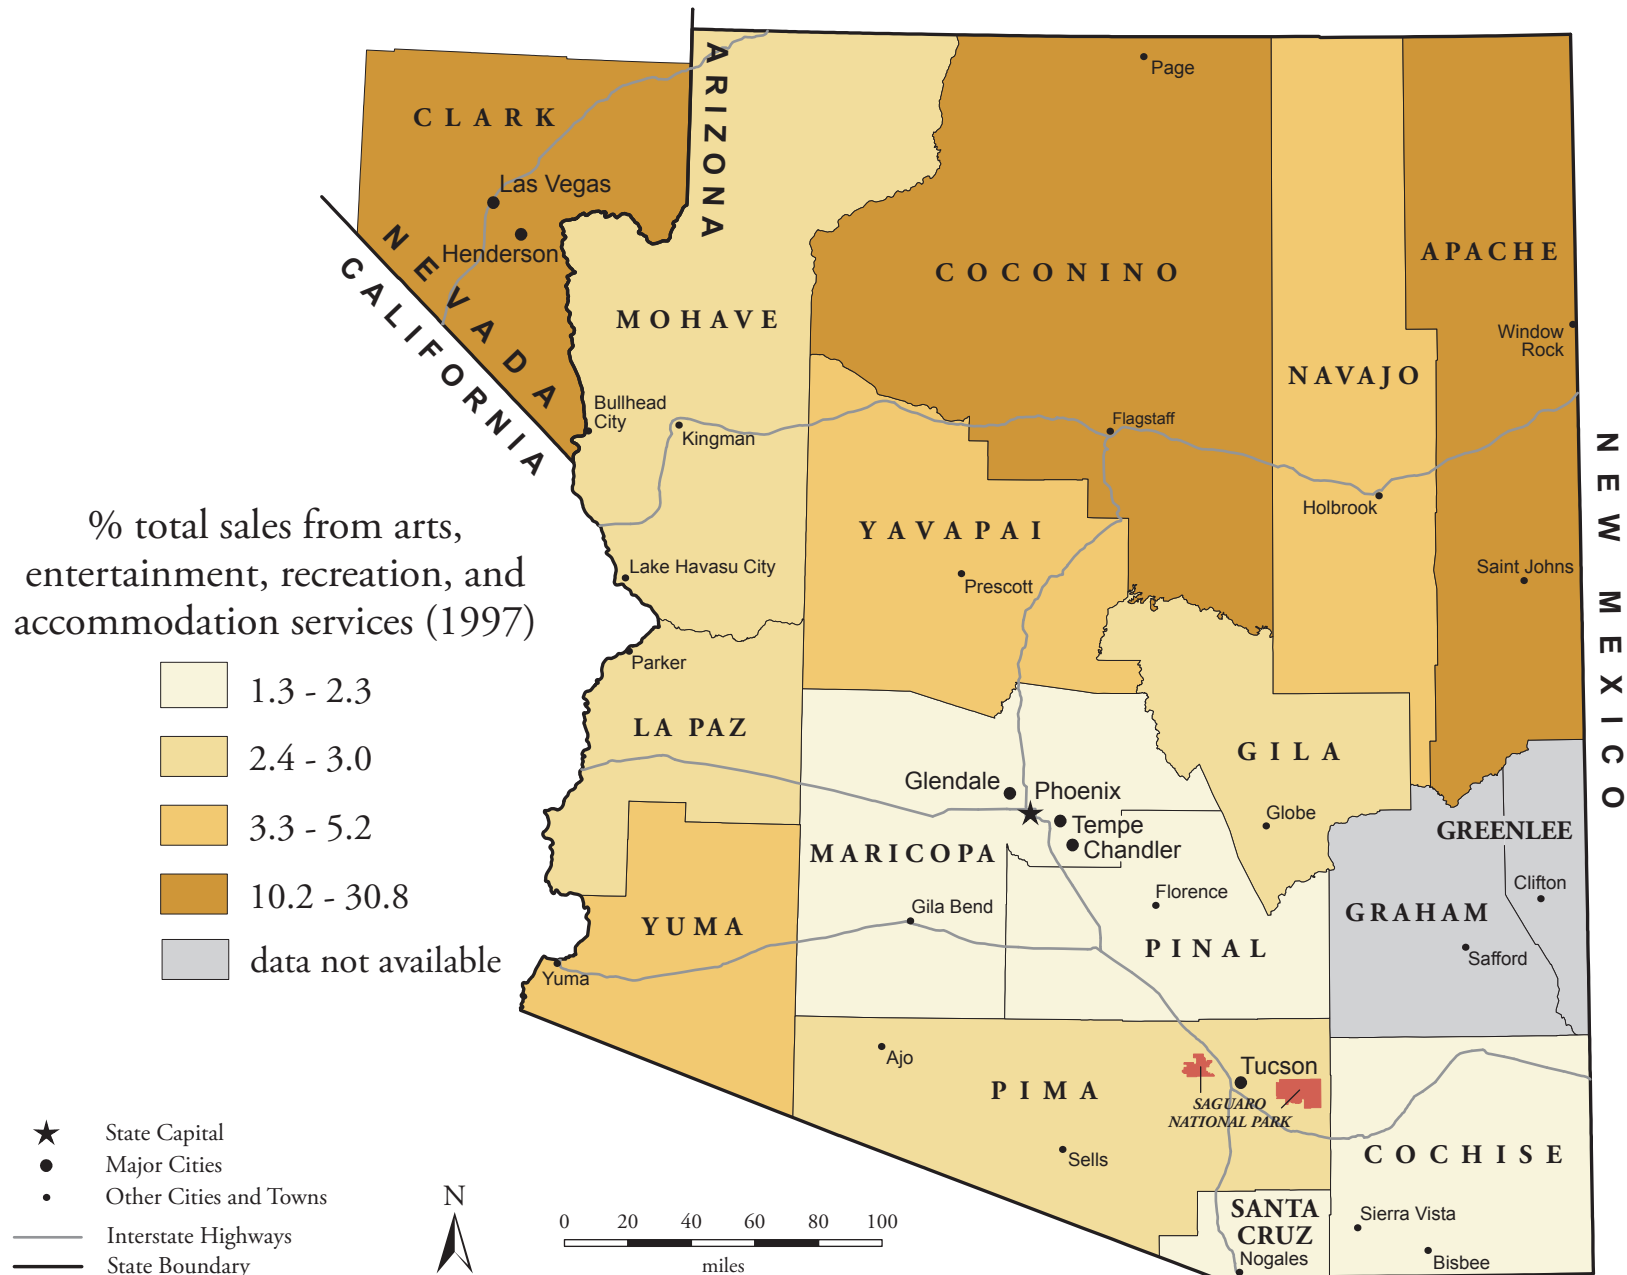 ARIZONA
Page
CLARK
Las Vegas
Henderson
NEVADA
CALIFORNIA
COCONINO
APACHE
MOHAVE
Window
Rock
NAVAJO
Bullhead
City
Kingman
Flagstaff
NEW MEXICO
Holbrook
YAVAPAI
Prescott
Lake Havasu City
Saint Johns
% total sales from arts,
entertainment, recreation, and
accommodation services (1997)
1.3 - 2.3
2.4 - 3.0
3.3 - 5.2
10.2 - 30.8
data not available
Parker
LA PAZ
GILA
Glendale
Phoenix
Tempe
Chandler
Globe
GREENLEE
MARICOPA
Clifton
Florence
Gila Bend
GRAHAM
YUMA
PINAL
Safford
Yuma
Ajo
Tucson
PIMA
SAGUARO
NATIONAL PARK
Sells
COCHISE
SANTA
CRUZ
Sierra Vista
Nogales
Bisbee
State Capital
Major Cities
Other Cities and Towns
Interstate Highways
State Boundary
N
0 20 40 60 80 100
miles